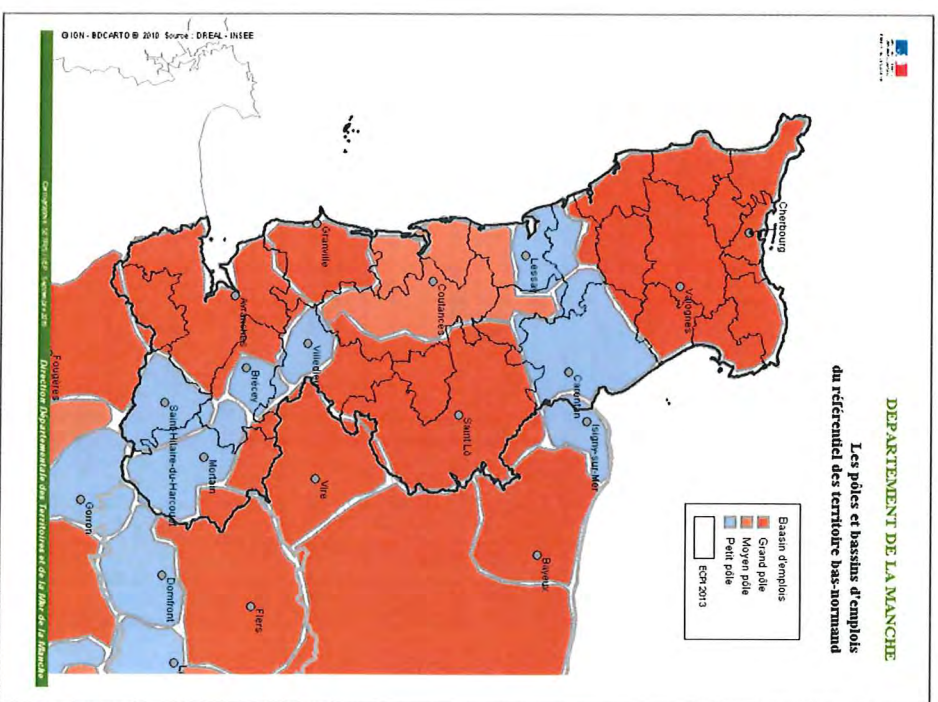 DEPARTEMENT DE LA MANCHE
Les pôles et bassins d'emplois
du référentiel des territoire bas-normand
Baasin d'emplois
Grand pôle
Moyen pôle
Petit pôle
ECPI 2013
Cherbourg
Valognes
Lessay
Carentan
Isigny-sur-Mer
Coutances
Saint Lô
Bayeux
Granville
Villedieu
Vire
Avranches
Brécey
Mortain
Flers
Saint-Hilaire-du-Harcouet
Domfront
Fougères
Gorron
© IGN - BDCARTO ® 2010 Source : DREAL - INSEE
Direction Départementale des Territoires et de la Mer de la Manche